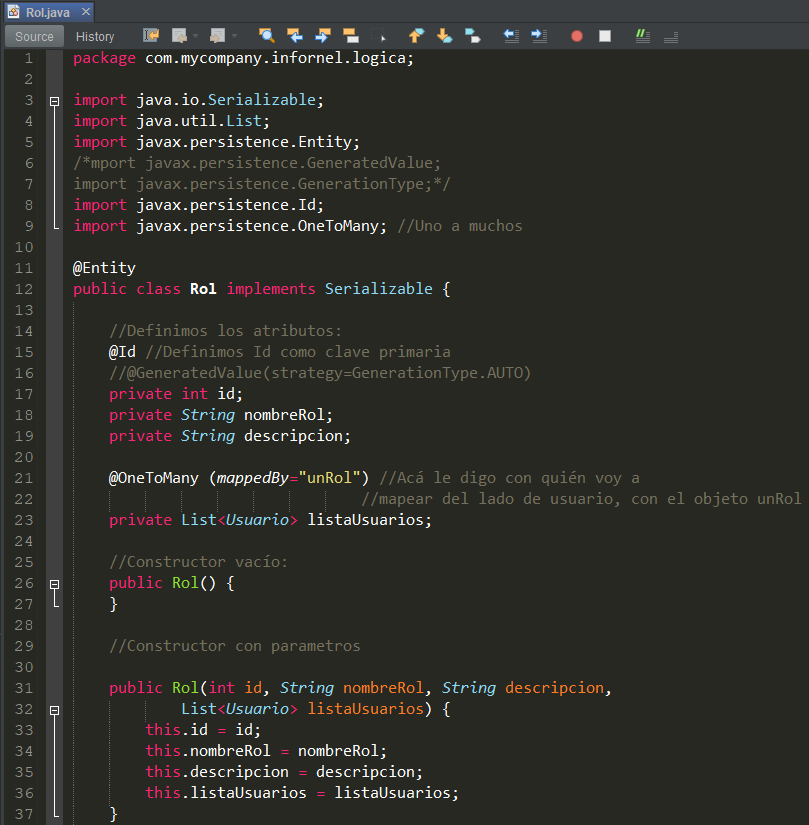 Rol.java
Source History
1 package com.mycompany.infornel.logica;
2
3 import java.io.Serializable;
4 import java.util.List;
5 import javax.persistence.Entity;
6 /*mport javax.persistence.GeneratedValue;
7 import javax.persistence.GenerationType;*/
8 import javax.persistence.Id;
9 import javax.persistence.OneToMany; //Uno a muchos
10
11 @Entity
12 public class Rol implements Serializable {
13
14 //Definimos los atributos:
15 @Id //Definimos Id como clave primaria
16 //@GeneratedValue(strategy=GenerationType.AUTO)
17 private int id;
18 private String nombreRol;
19 private String descripcion;
20
21 @OneToMany (mappedBy="unRol") //Acá le digo con quién voy a
22 //mapear del lado de usuario, con el objeto unRol
23 private List<Usuario> listaUsuarios;
24
25 //Constructor vacío:
26 public Rol() {
27 }
28
29 //Constructor con parametros
30
31 public Rol(int id, String nombreRol, String descripcion,
32 List<Usuario> listaUsuarios) {
33 this.id = id;
34 this.nombreRol = nombreRol;
35 this.descripcion = descripcion;
36 this.listaUsuarios = listaUsuarios;
37 }